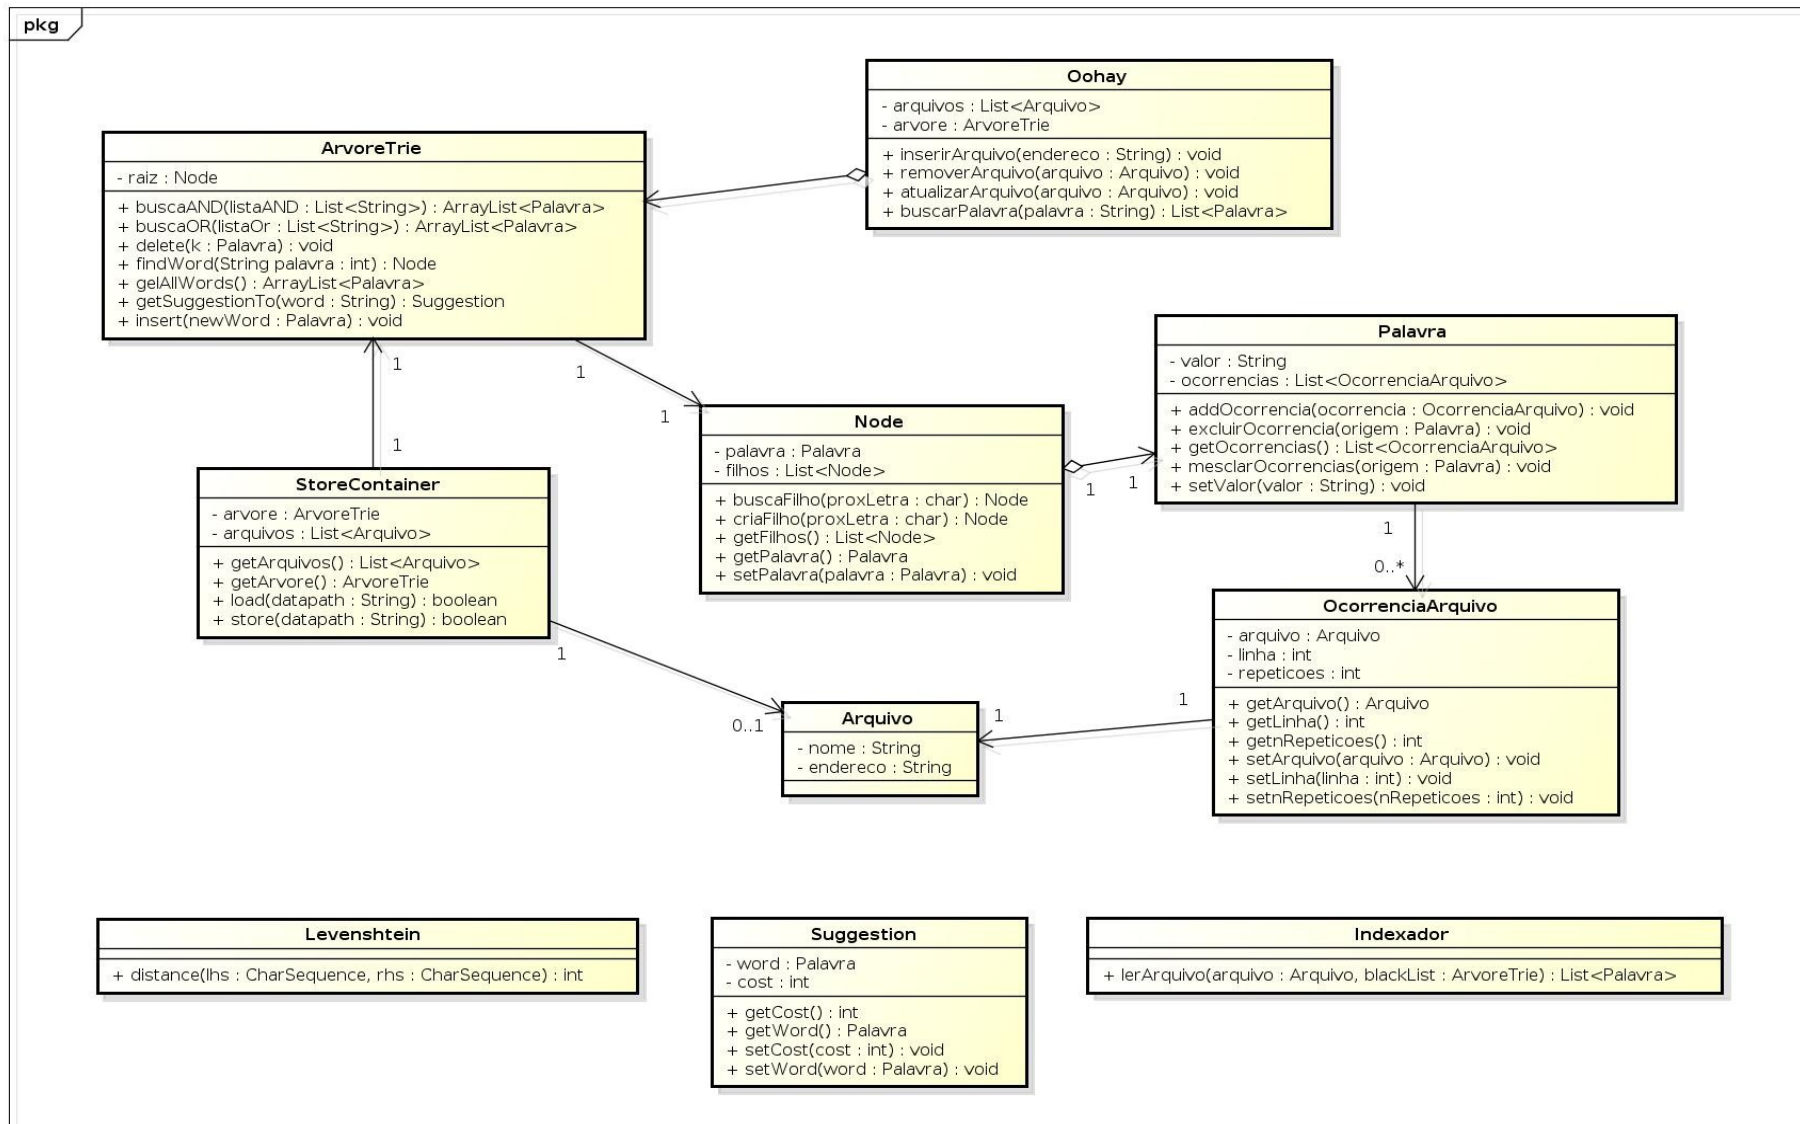 pkg
Oohay
- arquivos : List<Arquivo>
- arvore : ArvoreTrie
+ inserirArquivo(endereco : String) : void
+ removerArquivo(arquivo : Arquivo) : void
+ atualizarArquivo(arquivo : Arquivo) : void
+ buscarPalavra(palavra : String) : List<Palavra>
ArvoreTrie
- raiz : Node
+ buscaAND(listaAND : List<String>) : ArrayList<Palavra>
+ buscaOR(listaOr : List<String>) : ArrayList<Palavra>
+ delete(k : Palavra) : void
+ findWord(String palavra : int) : Node
+ gelAllWords() : ArrayList<Palavra>
+ getSuggestionTo(word : String) : Suggestion
+ insert(newWord : Palavra) : void
1
1
1
1
Palavra
- valor : String
- ocorrencias : List<OcorrenciaArquivo>
+ addOcorrencia(ocorrencia : OcorrenciaArquivo) : void
+ excluirOcorrencia(origem : Palavra) : void
+ getOcorrencias() : List<OcorrenciaArquivo>
+ mesclarOcorrencias(origem : Palavra) : void
+ setValor(valor : String) : void
Node
- palavra : Palavra
- filhos : List<Node>
+ buscaFilho(proxLetra : char) : Node
+ criaFilho(proxLetra : char) : Node
+ getFilhos() : List<Node>
+ getPalavra() : Palavra
+ setPalavra(palavra : Palavra) : void
1
1
StoreContainer
- arvore : ArvoreTrie
- arquivos : List<Arquivo>
+ getArquivos() : List<Arquivo>
+ getArvore() : ArvoreTrie
+ load(datapath : String) : boolean
+ store(datapath : String) : boolean
1
0..*
1
0..1
OcorrenciaArquivo
- arquivo : Arquivo
- linha : int
- repeticoes : int
+ getArquivo() : Arquivo
+ getLinha() : int
+ getnRepeticoes() : int
+ setArquivo(arquivo : Arquivo) : void
+ setLinha(linha : int) : void
+ setnRepeticoes(nRepeticoes : int) : void
1
1
Arquivo
- nome : String
- endereco : String
Levenshtein
+ distance(lhs : CharSequence, rhs : CharSequence) : int
Suggestion
- word : Palavra
- cost : int
+ getCost() : int
+ getWord() : Palavra
+ setCost(cost : int) : void
+ setWord(word : Palavra) : void
Indexador
+ lerArquivo(arquivo : Arquivo, blackList : ArvoreTrie) : List<Palavra>